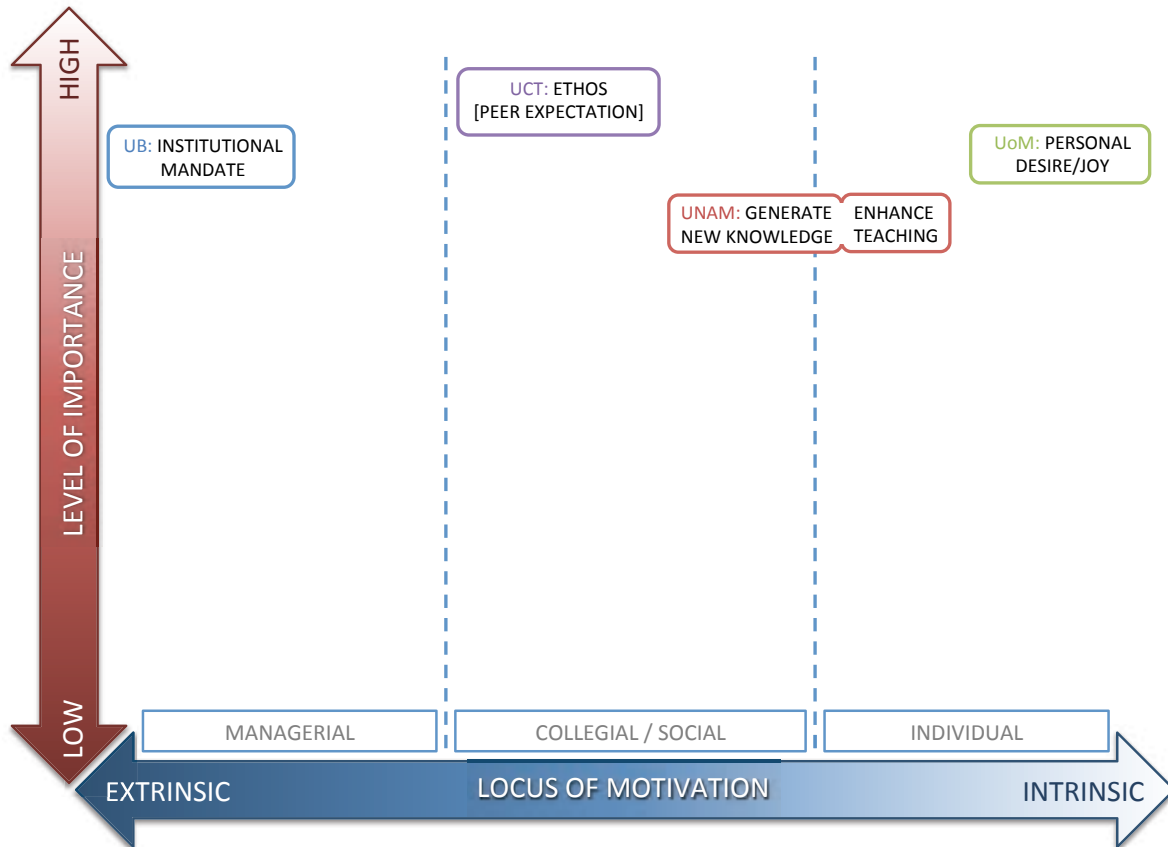 HIGH
UCT: ETHOS
[PEER EXPECTATION]
UB: INSTITUTIONAL
MANDATE
UoM: PERSONAL
DESIRE/JOY
UNAM: GENERATE
NEW KNOWLEDGE
ENHANCE
TEACHING
LEVEL OF IMPORTANCE
LOW
MANAGERIAL
COLLEGIAL / SOCIAL
INDIVIDUAL
EXTRINSIC
LOCUS OF MOTIVATION
INTRINSIC